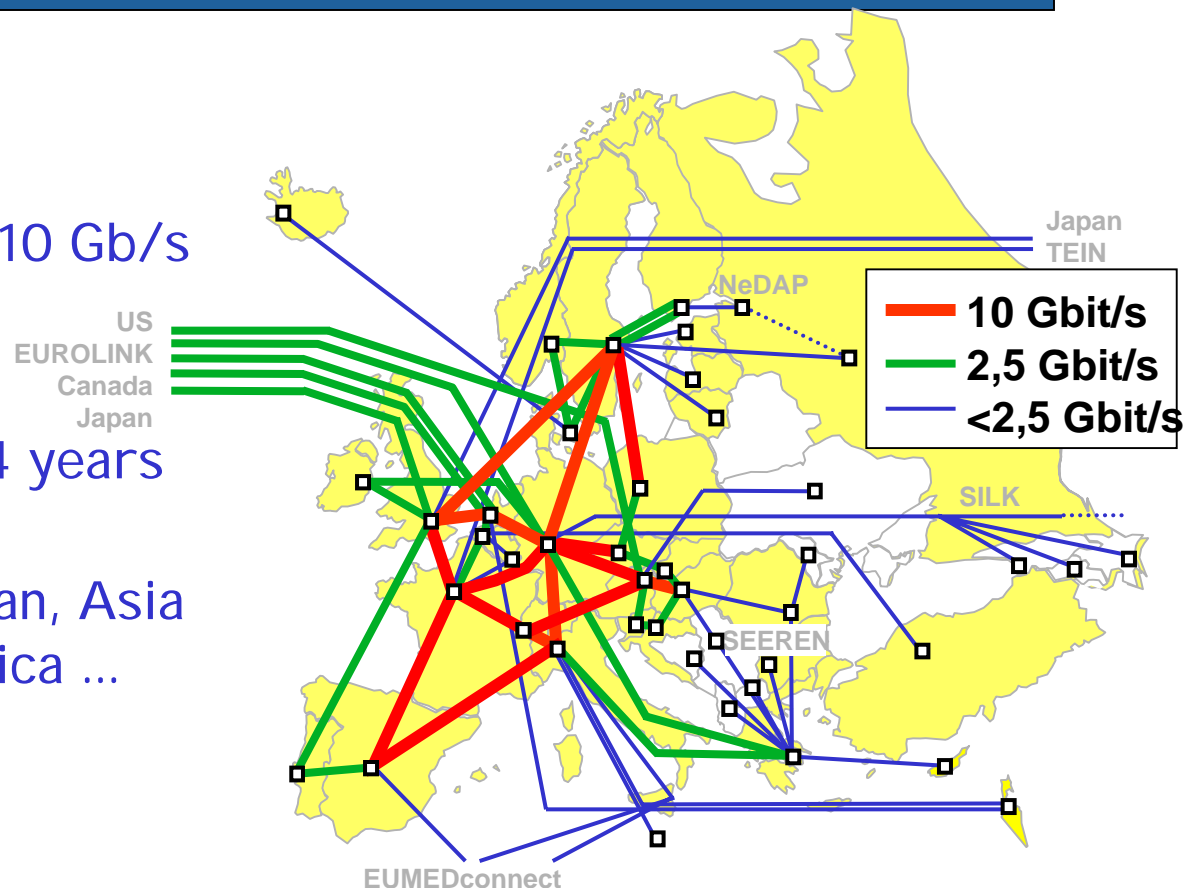 10 Gb/s
4 years
an, Asia
ica ...
US
EUROLINK
Canada
Japan
Japan
TEIN
NeDAP
10 Gbit/s
2,5 Gbit/s
<2,5 Gbit/s
SILK
SEEREN
EUMEDconnect